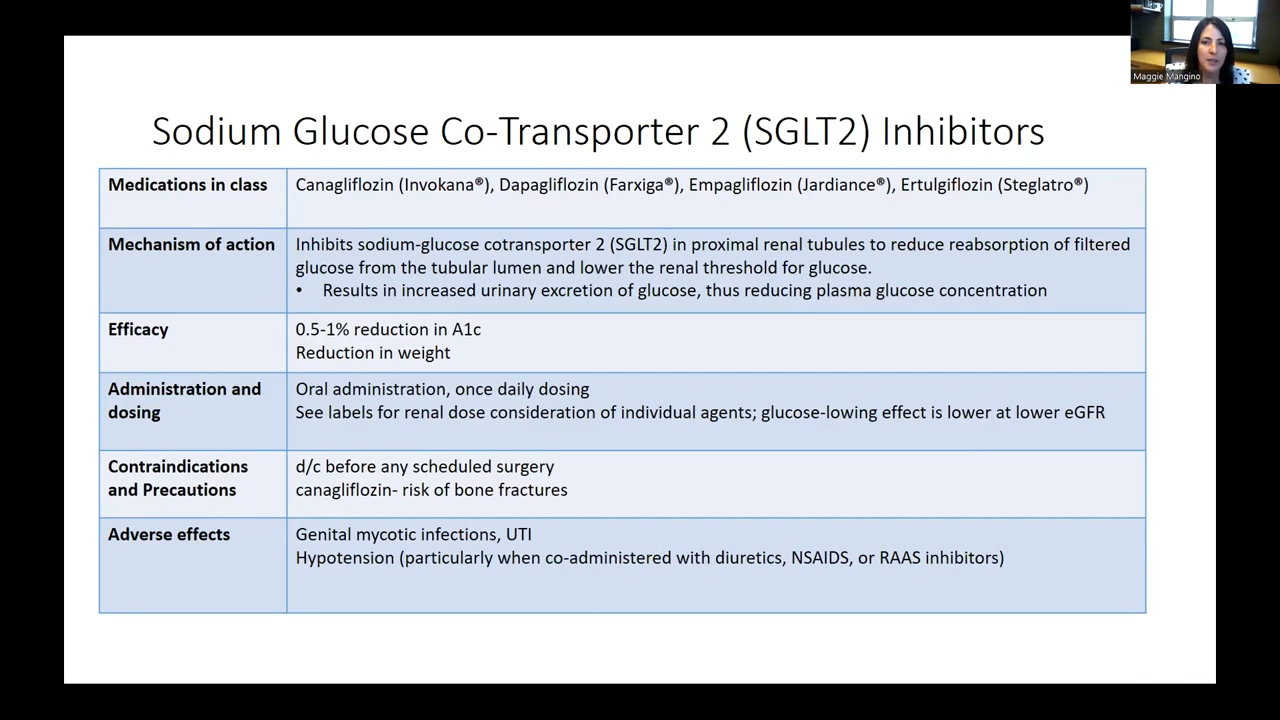 Maggie Mangino
Sodium Glucose Co-Transporter 2 (SGLT2) Inhibitors
Medications in class
Canagliflozin (Invokana®), Dapagliflozin (Farxiga®), Empagliflozin (Jardiance®), Ertulgiflozin (Steglatro®)
Mechanism of action
Inhibits sodium-glucose cotransporter 2 (SGLT2) in proximal renal tubules to reduce reabsorption of filtered
glucose from the tubular lumen and lower the renal threshold for glucose.
• Results in increased urinary excretion of glucose, thus reducing plasma glucose concentration
Efficacy
0.5-1% reduction in A1c
Reduction in weight
Administration and
dosing
Oral administration, once daily dosing
See labels for renal dose consideration of individual agents; glucose-lowering effect is lower at lower eGFR
Contraindications
and Precautions
d/c before any scheduled surgery
canagliflozin- risk of bone fractures
Adverse effects
Genital mycotic infections, UTI
Hypotension (particularly when co-administered with diuretics, NSAIDS, or RAAS inhibitors)